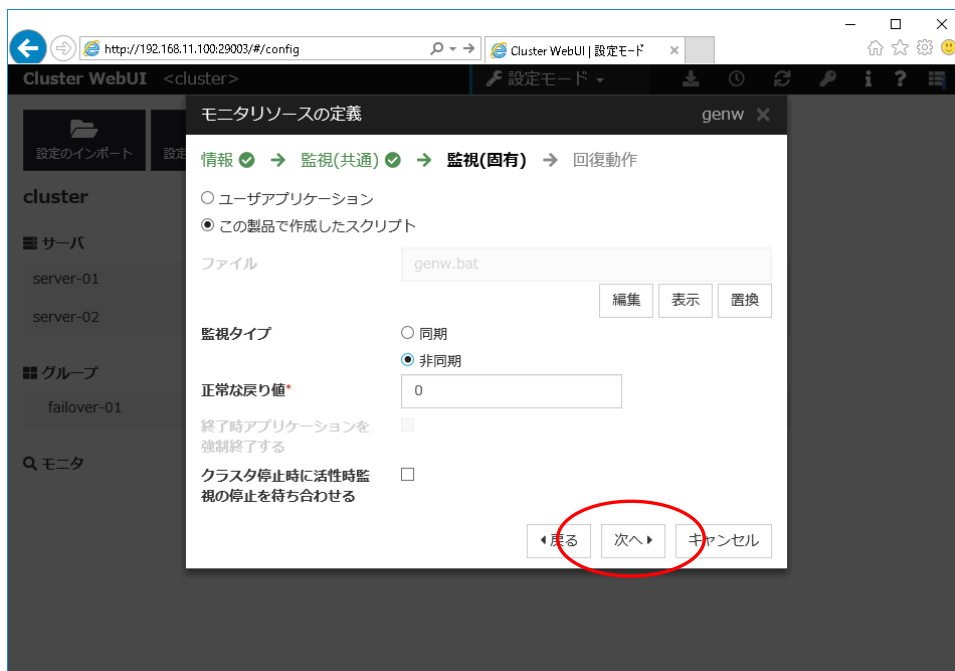 http://192.168.11.100:29003/#/config
Cluster WebUI | 設定モード
Cluster WebUI <cluster>
設定モード
モニタリソースの定義
genw
設定のインポート
設定
情報 → 監視(共通) → 監視(固有) → 回復動作
cluster
ユーザアプリケーション
この製品で作成したスクリプト
サーバ
ファイル
genw.bat
server-01
編集 表示 置換
server-02
監視タイプ
同期
非同期
グループ
正常な戻り値*
0
failover-01
終了時アプリケーションを
強制終了する
モニタ
クラスタ停止時に活性時監
視の停止を待ち合わせる
戻る 次へ キャンセル